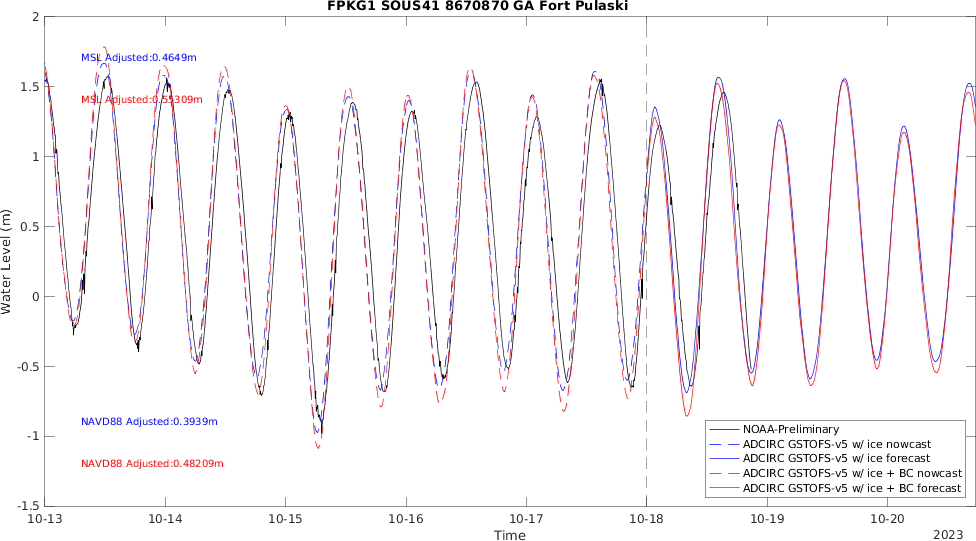 FPKG1 SOUS41 8670870 GA Fort Pulaski
2
1.5
1
0.5
0
-0.5
-1
-1.5
Water Level (m)
MSL Adjusted:0.4649m
MSL Adjusted:0.55309m
NAVD88 Adjusted:0.3939m
NAVD88 Adjusted:0.48209m
NOAA-Preliminary
ADCIRC GSTOFS-v5 w/ ice nowcast
ADCIRC GSTOFS-v5 w/ ice forecast
ADCIRC GSTOFS-v5 w/ ice + BC nowcast
ADCIRC GSTOFS-v5 w/ ice + BC forecast
10-13 10-14 10-15 10-16 10-17 10-18 10-19 10-20
Time
2023